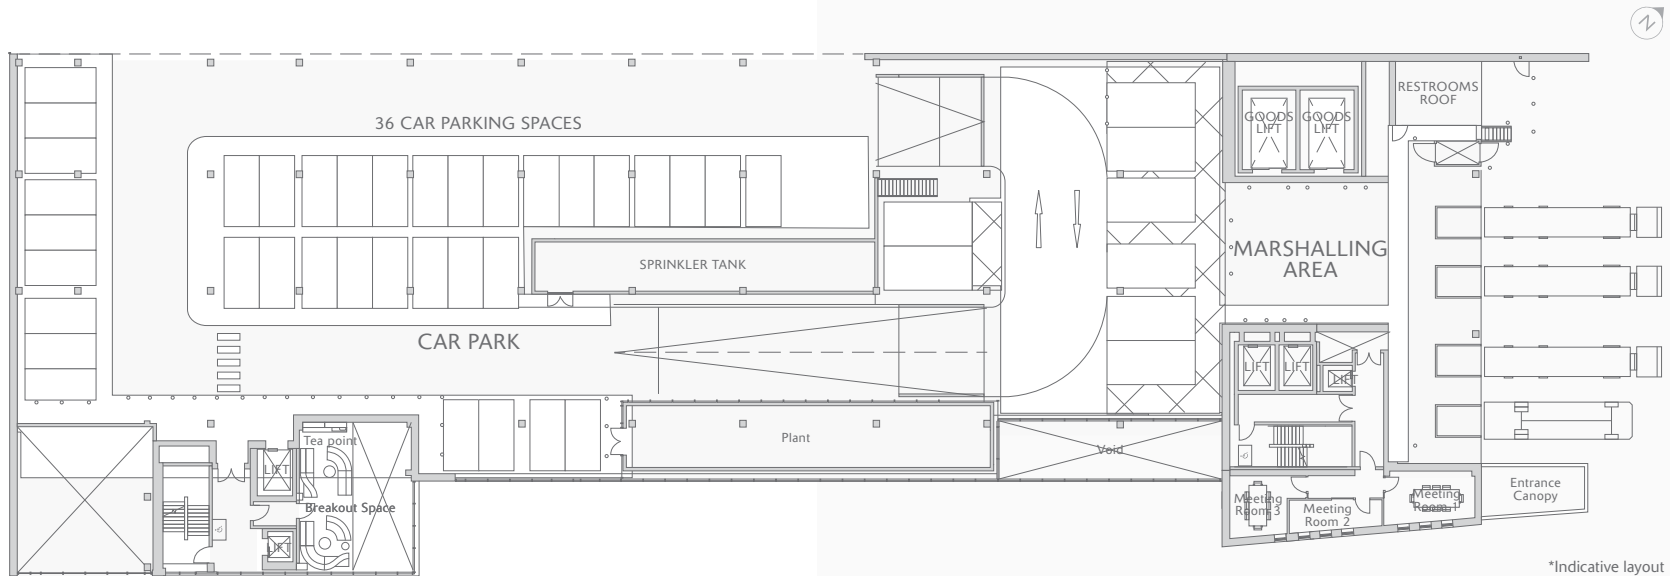 N
RESTROOMS
ROOF
36 CAR PARKING SPACES
GOODS
LIFT
GOODS
LIFT
MARSHALLING
AREA
SPRINKLER TANK
CAR PARK
LIFT
LIFT
LIFT
Tea point
Plant
Void
LIFT
Breakout Space
LIFT
Meeting
Room 3
Meeting
Room 2
Meeting
Room 1
Entrance
Canopy
*Indicative layout